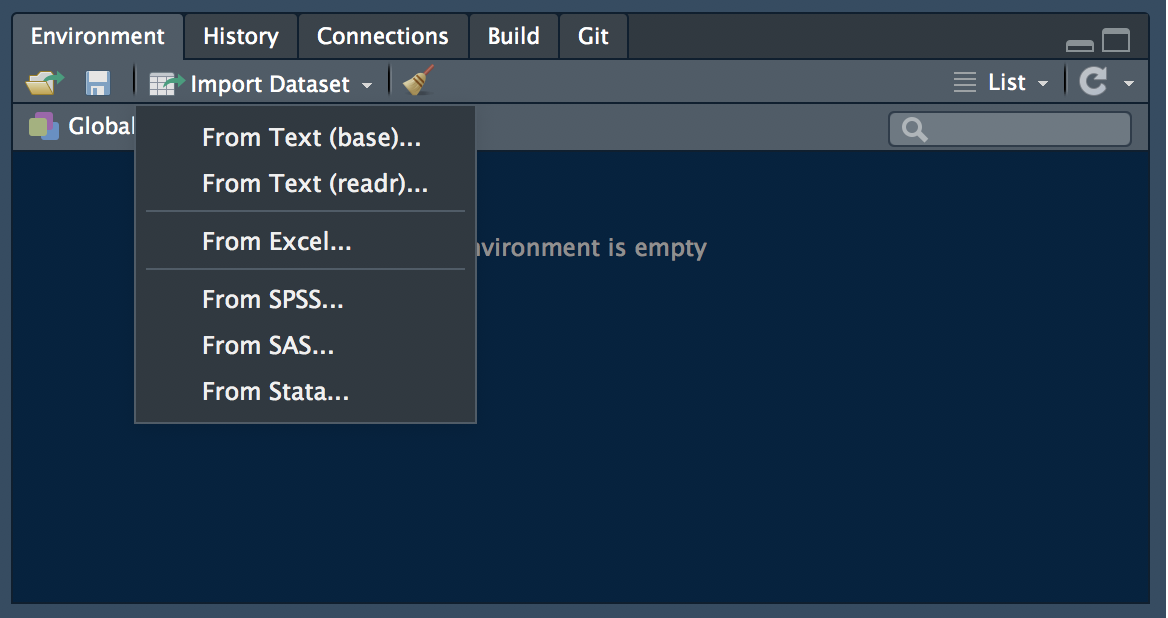 Environment History Connections Build Git
Import Dataset List
Global
From Text (base)...
From Text (readr)...
From Excel...
vironment is empty
From SPSS...
From SAS...
From Stata...